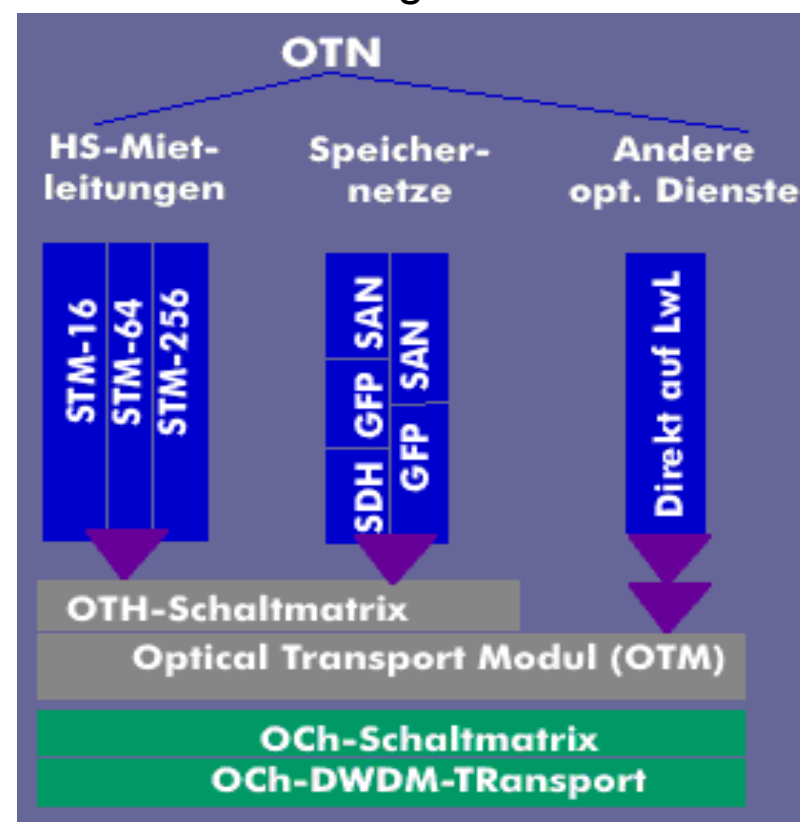 OTN
HS-Miet-
leitungen
Speicher-
netze
Andere
opt. Dienste
STM-16
STM-64
STM-256
SDH GFP SAN
GFP SAN
Direkt auf LwL
OTH-Schaltmatrix
Optical Transport Modul (OTM)
OCh-Schaltmatrix
OCh-DWDM-TRansport